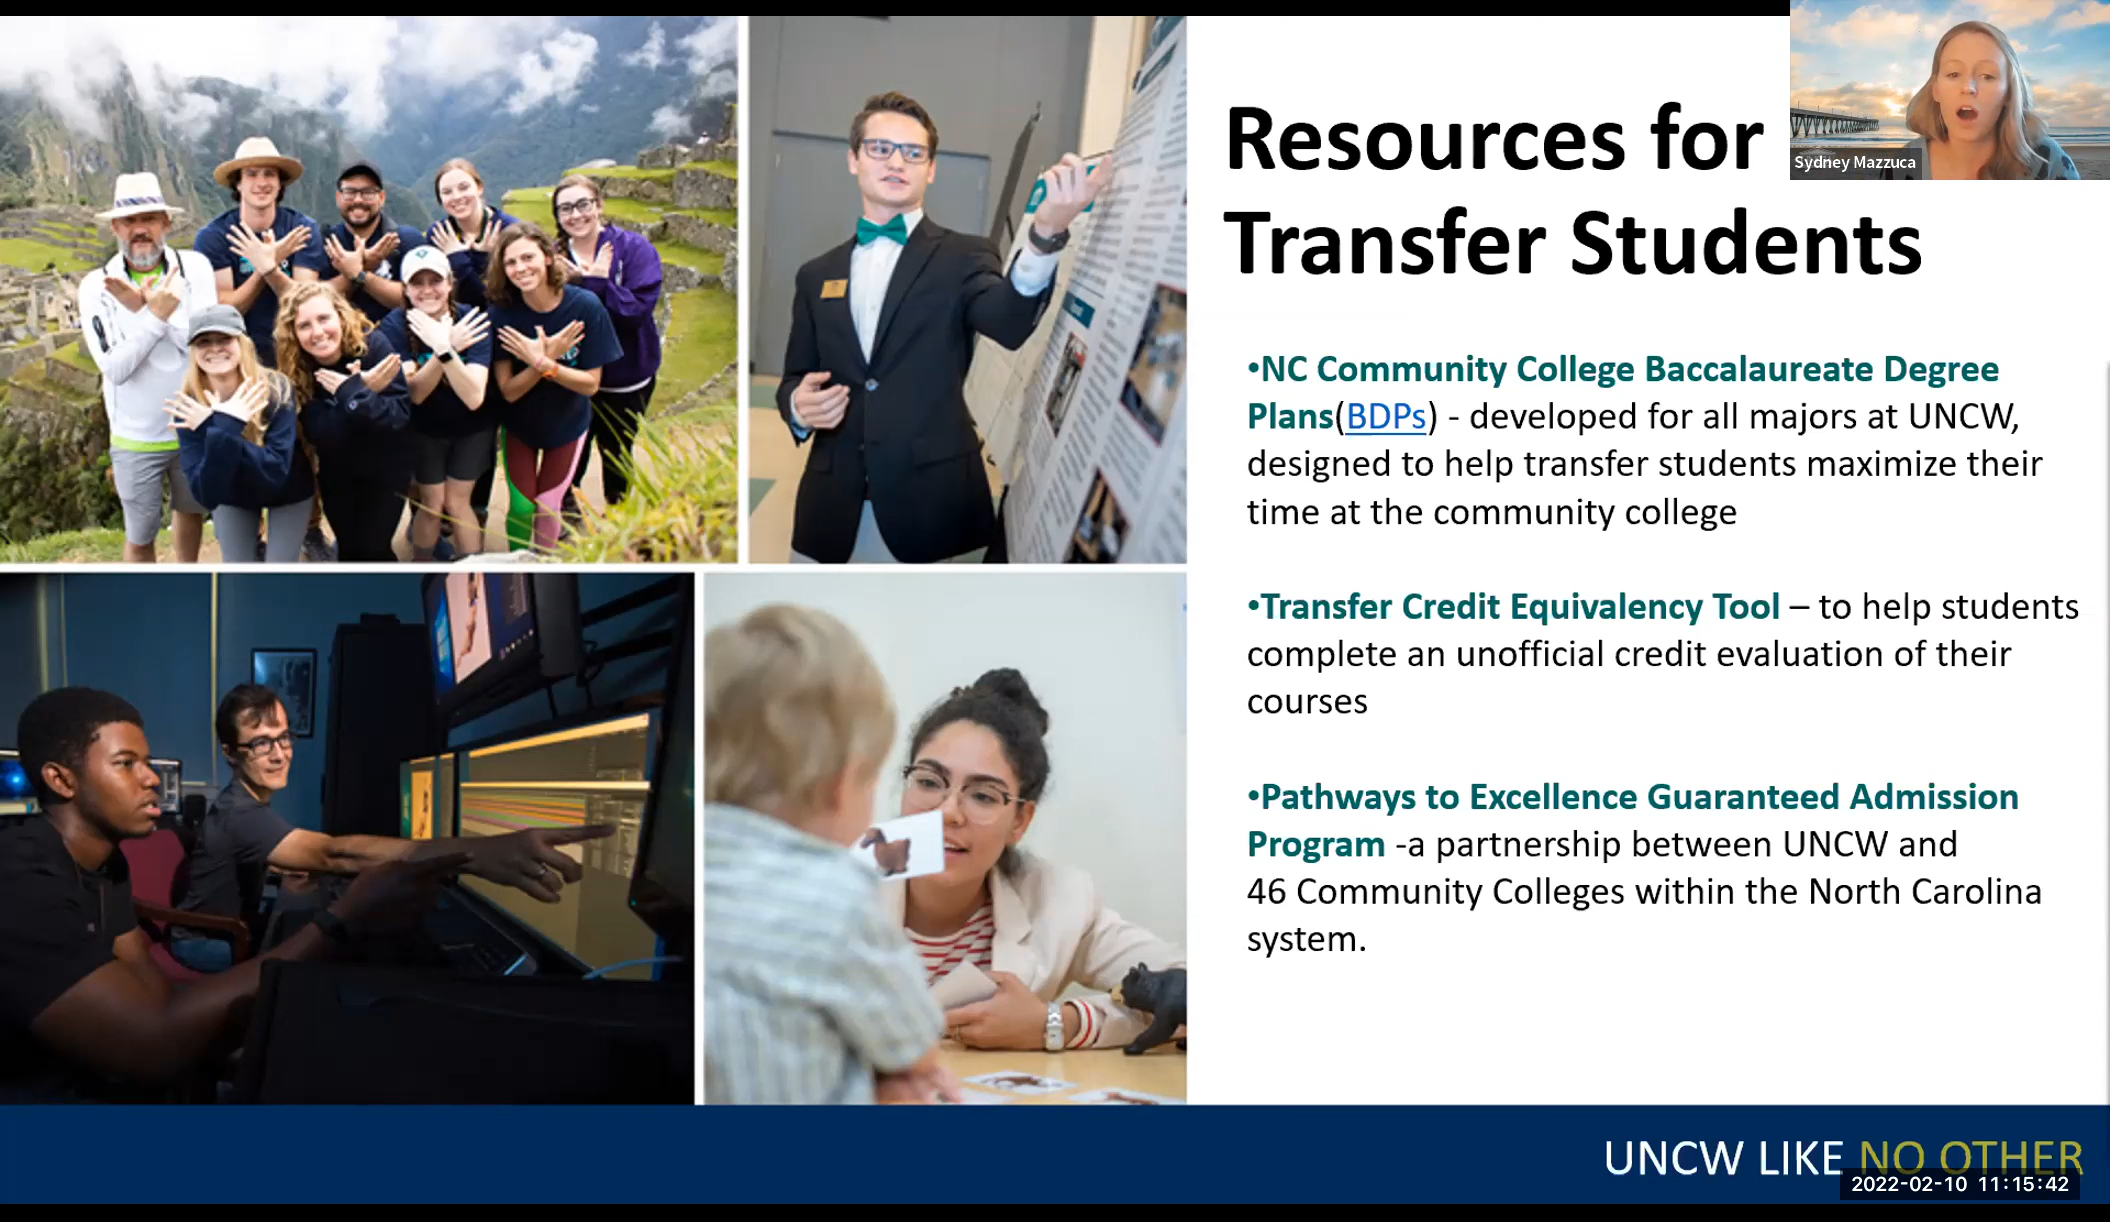 Resources for
Transfer Students
Sydney Mazzuca
•NC Community College Baccalaureate Degree
Plans(BDPs) - developed for all majors at UNCW,
designed to help transfer students maximize their
time at the community college
•Transfer Credit Equivalency Tool – to help students
complete an unofficial credit evaluation of their
courses
•Pathways to Excellence Guaranteed Admission
Program -a partnership between UNCW and
46 Community Colleges within the North Carolina
system.
UNCW LIKE NO OTHER
2022-02-10 11:15:42